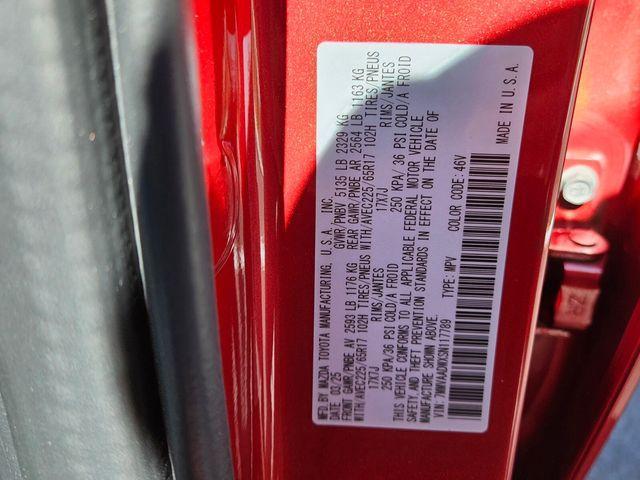 MFD BY MAZDA TOYOTA MANUFACTURING, U.S.A. INC.
DATE 03/25 GVWR/PNBV 5135 LB 2329 KG
FRONT GAWR/PNBE AV 2593 LB 1176 KG REAR GAWR/PNBE AR 2564 LB 1163 KG
WITH/AVEC225/65R17 102H TIRES/PNEUS WITH/AVEC225/65R17 102H TIRES/PNEUS
17X7J RIMS/JANTES 17X7J RIMS/JANTES
250 KPA/36 PSI COLD/A FROID 250 KPA/ 36 PSI COLD/A FROID
THIS VEHICLE CONFORMS TO ALL APPLICABLE FEDERAL MOTOR VEHICLE
SAFETY, AND THEFT PREVENTION STANDARDS IN EFFECT ON THE DATE OF
MANUFACTURE SHOWN ABOVE.
VIN: TYPE: MPV COLOR CODE: 46V
MADE IN U.S.A.